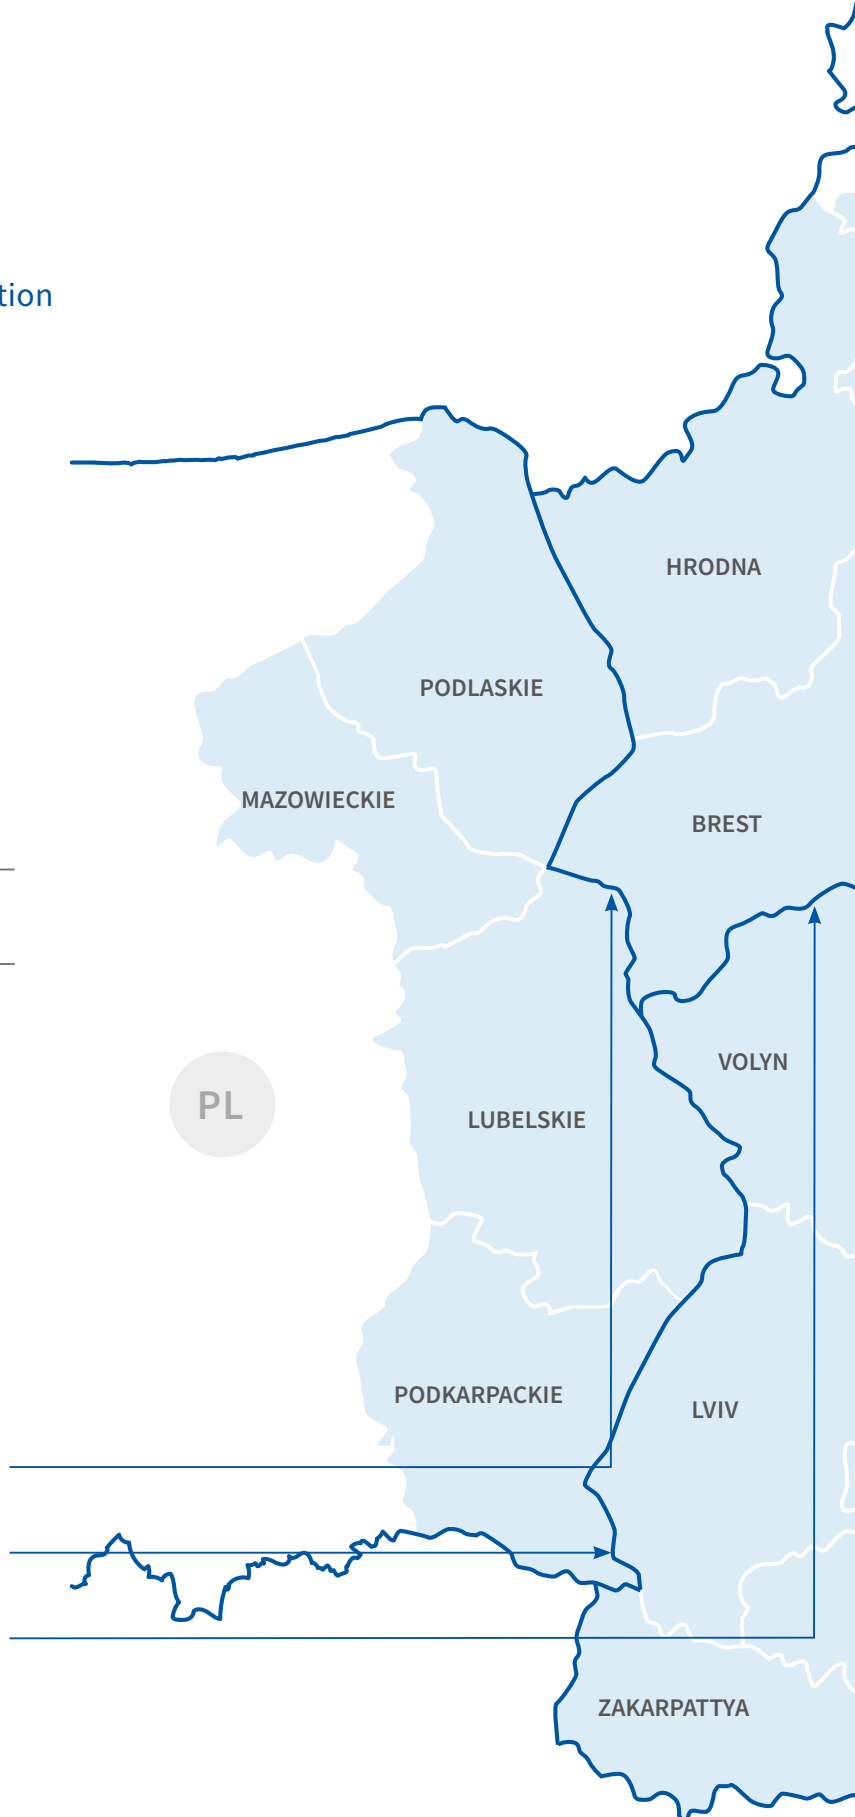 tion
HRODNA
PODLASKIE
MAZOWIECKIE
BREST
VOLYN
PL
LUBELSKIE
PODKARPACKIE
LVIV
ZAKARPATTYA